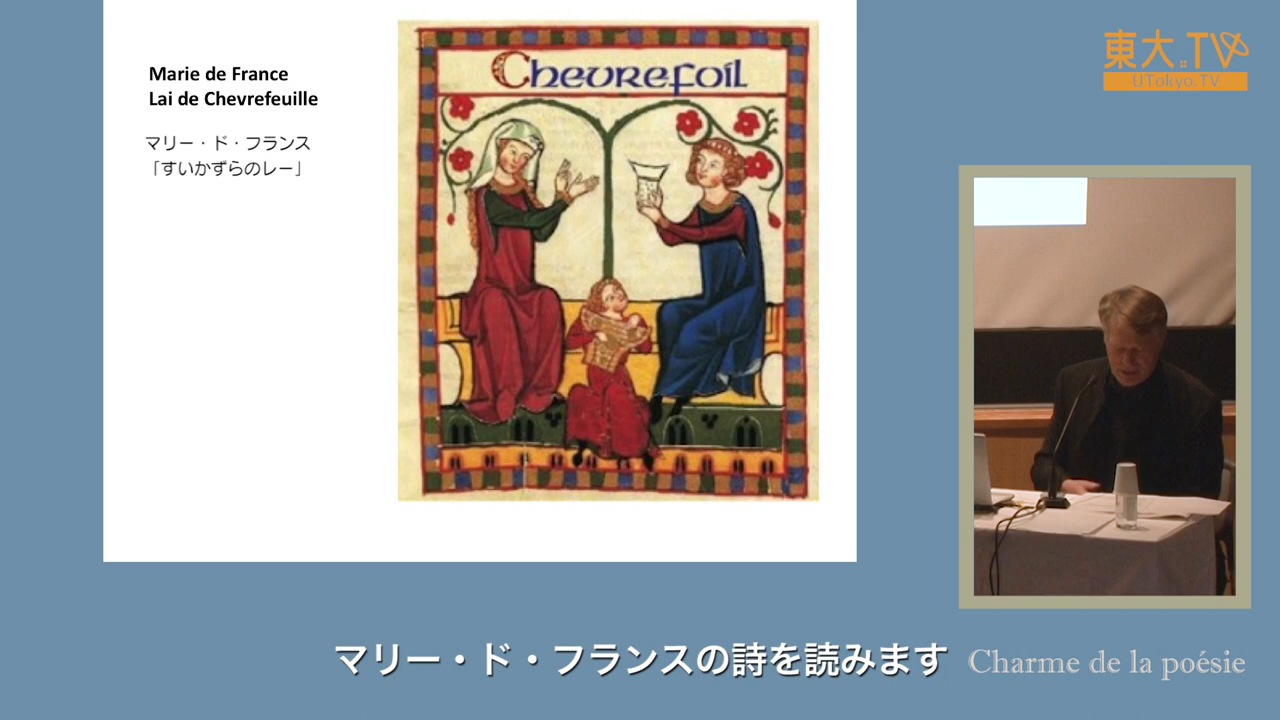 Marie de France
Lai de Chevrefeuille
マリー・ド・フランス
「すいかずらのレー」
Chevrefoil
東大.TV
UTokyo.TV
マリー・ド・フランスの詩を読みます
Charme de la poésie